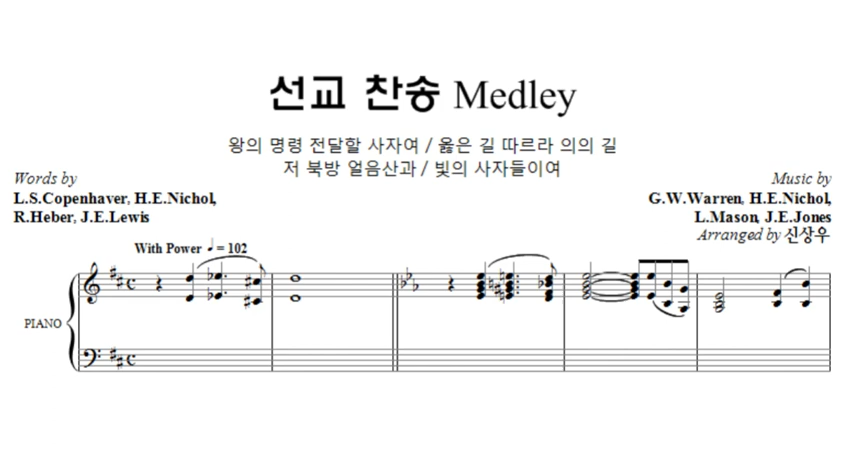 선교 찬송 Medley
왕의 명령 전달할 사자여 / 옳은 길 따르라 의의 길
저 북방 얼음산과 / 빛의 사자들이여
Words by
L.S.Copenhaver, H.E.Nichol,
R.Heber, J.E.Lewis
Music by
G.W.Warren, H.E.Nichol,
L.Mason, J.E.Jones
Arranged by 신상우
With Power ♩ = 102
PIANO